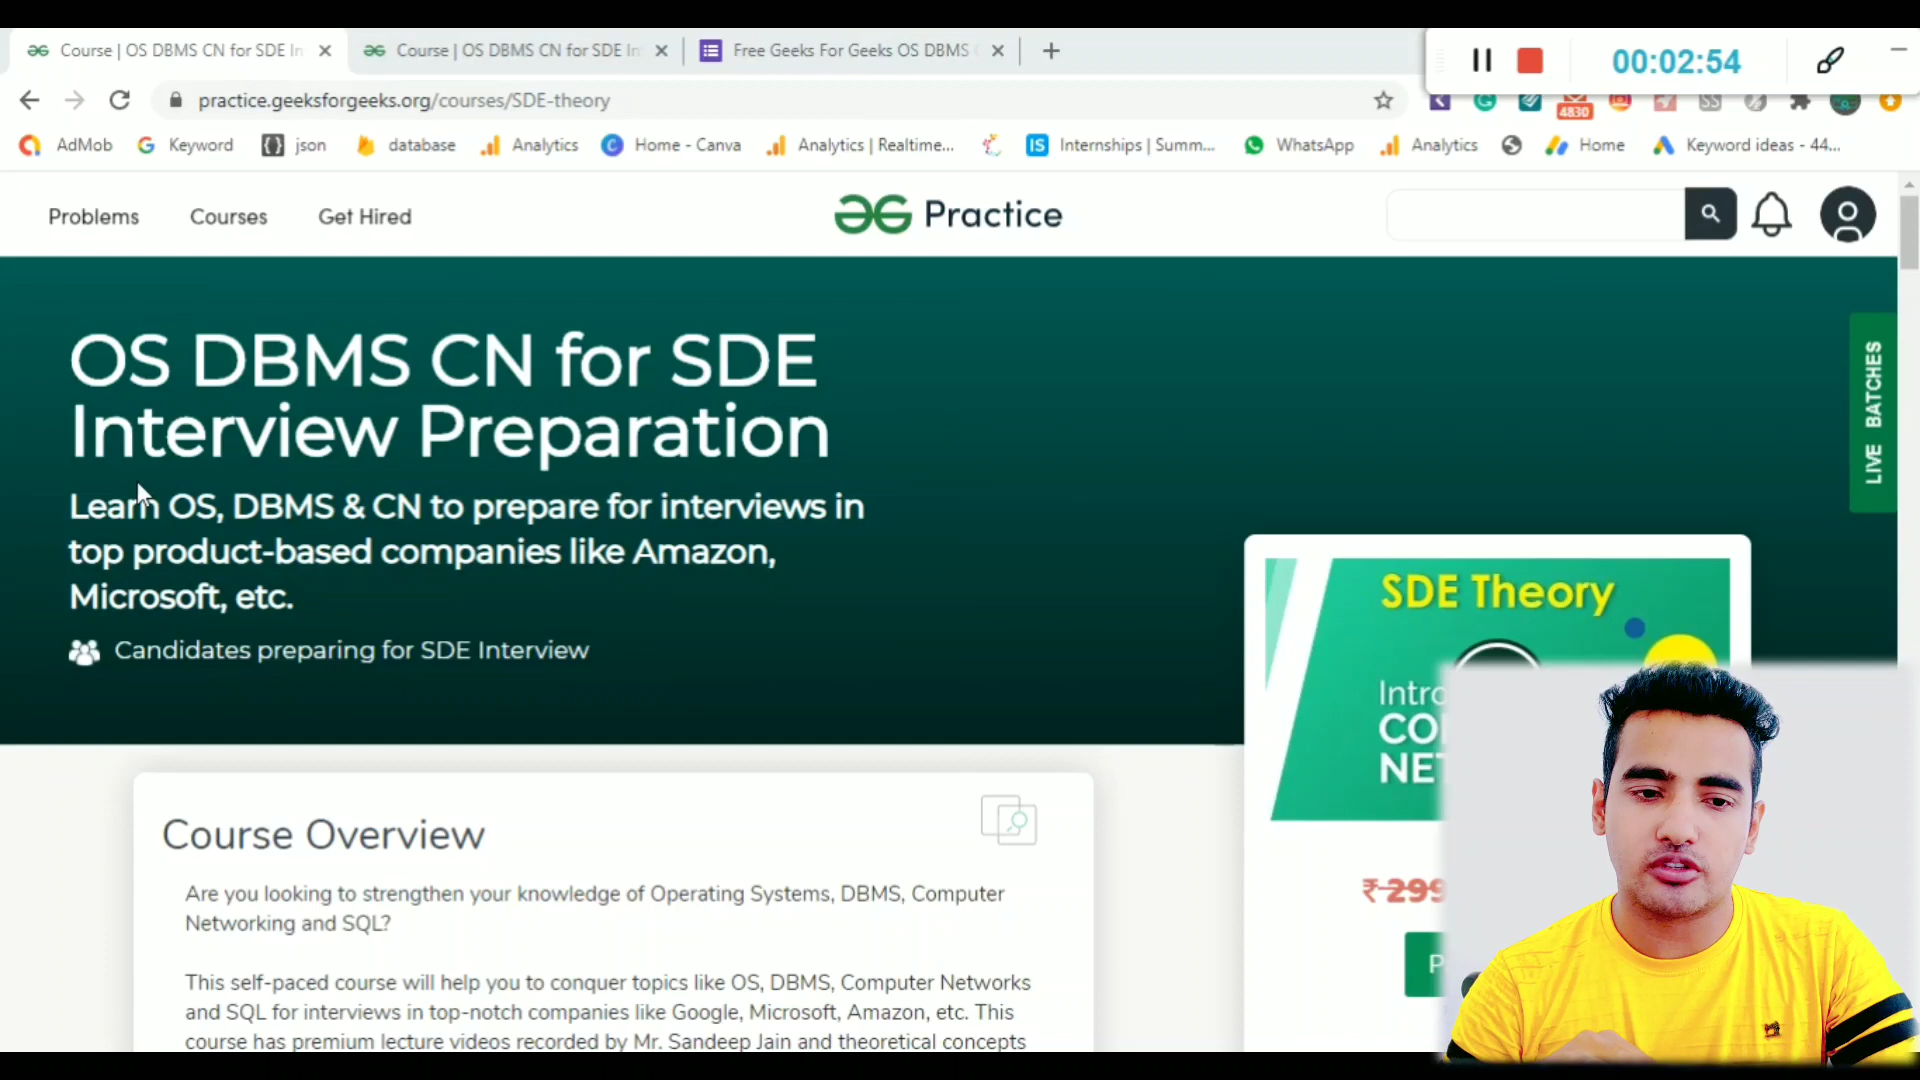 Course | OS DBMS CN for SDE In
Course | OS DBMS CN for SDE In
Free Geeks For Geeks OS DBMS
00:02:54
practice.geeksforgeeks.org/courses/SDE-theory
4830
AdMob
Keyword
json
database
Analytics
Home - Canva
Analytics | Realtime...
IS
Internships | Summ...
WhatsApp
Analytics
Home
Keyword ideas - 44...
Problems
Courses
Get Hired
Practice
OS DBMS CN for SDE
Interview Preparation
Learn OS, DBMS & CN to prepare for interviews in
top product-based companies like Amazon,
Microsoft, etc.
Candidates preparing for SDE Interview
LIVE BATCHES
SDE Theory
Intro
CO
NE
₹299
P
Course Overview
Are you looking to strengthen your knowledge of Operating Systems, DBMS, Computer
Networking and SQL?
This self-paced course will help you to conquer topics like OS, DBMS, Computer Networks
and SQL for interviews in top-notch companies like Google, Microsoft, Amazon, etc. This
course has premium lecture videos recorded by Mr. Sandeep Jain and theoretical concepts